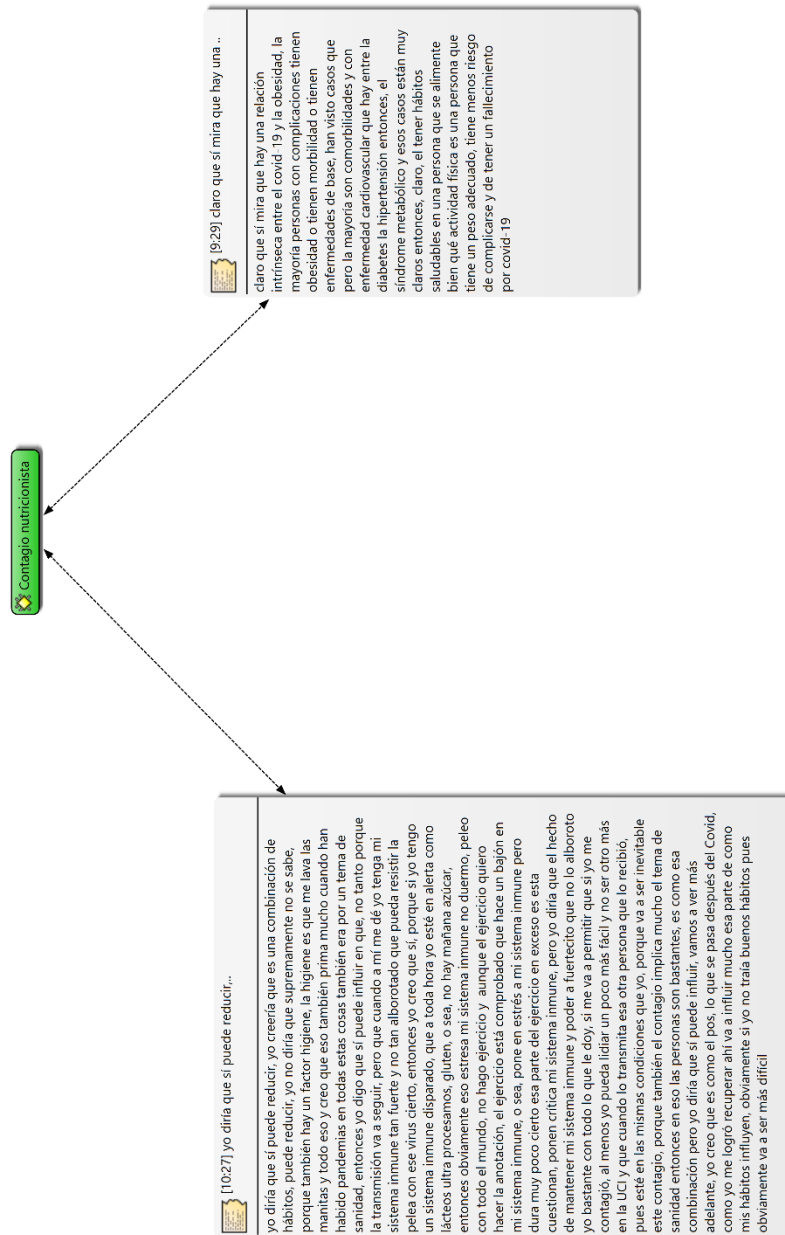 Contagio nutricionista
[10:27] yo diría que sí puede reducir,...
yo diría que sí puede reducir, yo creería que es una combinación de
hábitos, puede reducir, yo no diría que supremamente no se sabe,
porque también hay un factor higiene, la higiene es que me lava las
manitas y todo eso y creo que eso también prima mucho cuando han
habido pandemias en todas estas cosas también era por un tema de
sanidad, entonces yo digo que sí puede influir en que, no tanto porque
la transmisión va a seguir, pero que cuando a mí me dé yo tenga mi
sistema inmune tan fuerte y no tan alborotado que pueda resistir la
pelea con ese virus cierto, entonces yo creo que sí, porque si yo tengo
un sistema inmune disparado, que a toda hora yo esté en alerta como
lácteos ultra procesamos, gluten, o sea, no hay mañana azúcar,
entonces obviamente eso estresa mi sistema inmune no duermo, peleo
con todo el mundo, no hago ejercicio y  aunque el ejercicio quiero
hacer la anotación, el ejercicio está comprobado que hace un bajón en
mi sistema inmune, o sea, pone en estrés a mi sistema inmune pero
dura muy poco cierto esa parte del ejercicio en exceso es esta
cuestionan, ponen crítica mi sistema inmune, pero yo diría que el hecho
de mantener mi sistema inmune y poder a fuertecito que no lo alboroto
yo bastante con todo lo que le doy, si me va a permitir que si yo me
contagió, al menos yo pueda lidiar un poco más fácil y no ser otro más
en la UCI y que cuando lo transmita esa otra persona que lo recibió,
pues esté en las mismas condiciones que yo, porque va a ser inevitable
este contagio, porque también el contagio implica mucho el tema de
sanidad entonces en eso las personas son bastantes, es como esa
combinación pero yo diría que sí puede influir, vamos a ver más
adelante, yo creo que es como el pos, lo que se pasa después del Covid,
como yo me logró recuperar ahí va a influir mucho esa parte de como
mis hábitos influyen, obviamente si yo no traía buenos hábitos pues
obviamente va a ser más difícil
[9:29] claro que sí mira que hay una ..
claro que sí mira que hay una relación
intrínseca entre el covid-19 y la obesidad, la
mayoría personas con complicaciones tienen
obesidad o tienen morbilidad o tienen
enfermedades de base, han visto casos que
pero la mayoría son comorbilidades y con
enfermedad cardiovascular que hay entre la
diabetes la hipertensión entonces, el
síndrome metabólico y esos casos están muy
claros entonces, claro, el tener hábitos
saludables en una persona que se alimente
bien qué actividad física es una persona que
tiene un peso adecuado, tiene menos riesgo
de complicarse y de tener un fallecimiento
por covid-19